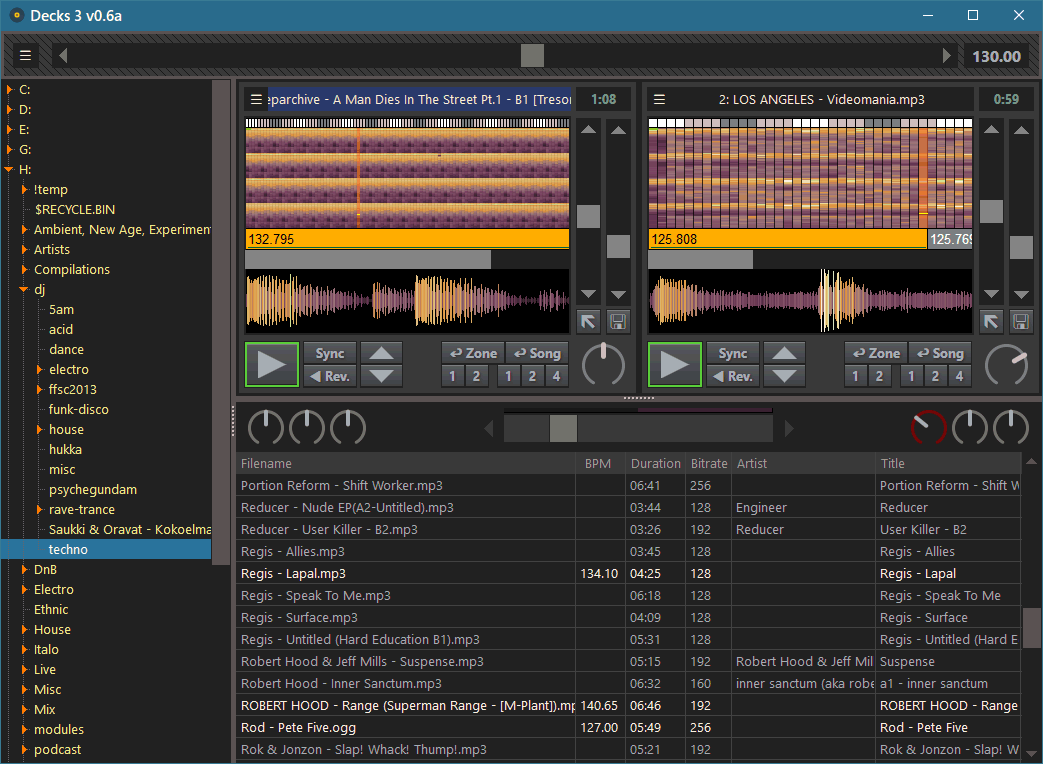 Decks 3 v0.6a
130.00
C:
D:
E:
G:
H:
!temp
$RECYCLE.BIN
Ambient, New Age, Experimen
Artists
Compilations
dj
5am
acid
dance
electro
ffsc2013
funk-disco
house
hukka
misc
psychegundam
rave-trance
Saukki & Oravat - Kokoelma
techno
DnB
Electro
Ethnic
House
Italo
Live
Misc
Mix
modules
podcast
eparchive - A Man Dies In The Street Pt.1 - B1 [Tresor
1:08
132.795
Sync
Rev.
Zone
Song
1 2 1 2 4
2: LOS ANGELES - Videomania.mp3
0:59
125.808
125.769
Sync
Rev.
Zone
Song
1 2 1 2 4
Filename BPM Duration Bitrate Artist Title
Portion Reform - Shift Worker.mp3 06:41 256 Portion Reform - Shift W
Reducer - Nude EP(A2-Untitled).mp3 03:44 128 Engineer Reducer
Reducer - User Killer - B2.mp3 03:26 192 Reducer User Killer - B2
Regis - Allies.mp3 03:45 128 Regis - Allies
Regis - Lapal.mp3 134.10 04:25 128 Regis - Lapal
Regis - Speak To Me.mp3 06:18 128 Regis - Speak To Me
Regis - Surface.mp3 04:09 128 Regis - Surface
Regis - Untitled (Hard Education B1).mp3 05:31 128 Regis - Untitled (Hard E
Robert Hood & Jeff Mills - Suspense.mp3 05:15 192 Robert Hood & Jeff Mil Suspense
Robert Hood - Inner Sanctum.mp3 06:32 160 inner sanctum (aka robe a1 - inner sanctum
ROBERT HOOD - Range (Superman Range - [M-Plant]).mp 140.65 06:46 192 ROBERT HOOD - Range
Rod - Pete Five.ogg 127.00 05:49 256 Rod - Pete Five
Rok & Jonzon - Slap! Whack! Thump!.mp3 05:21 192 Rok & Jonzon - Slap! W